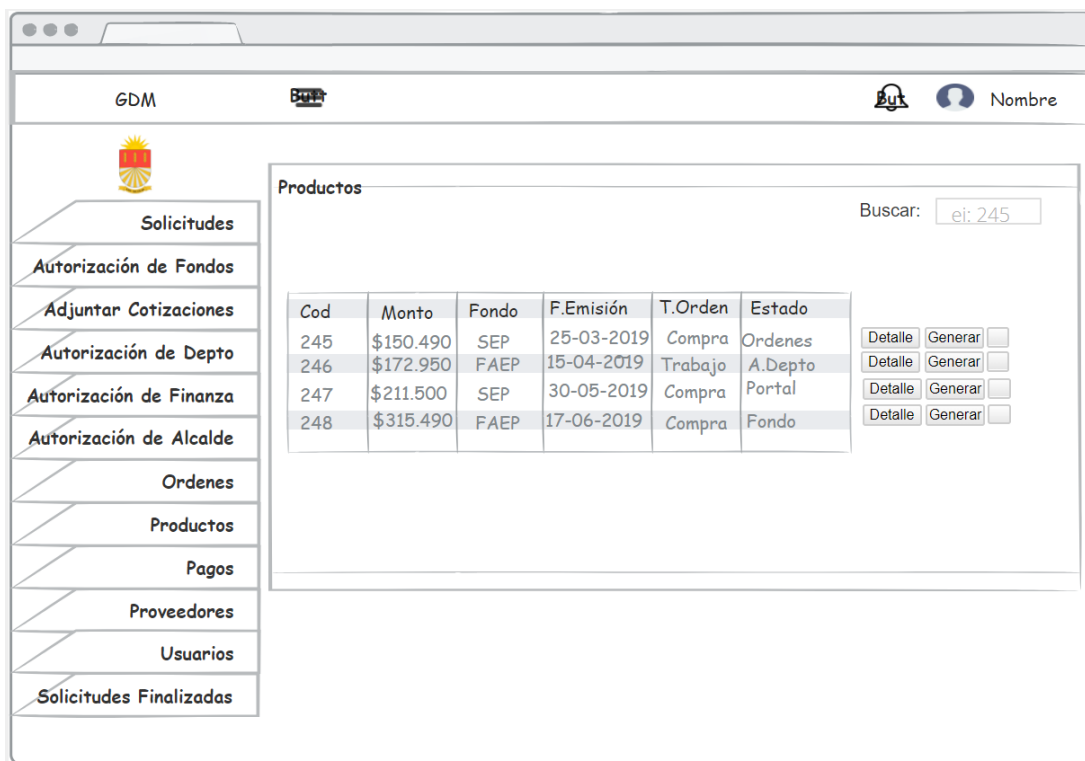 GDM
Butt
But
Nombre
Solicitudes
Autorización de Fondos
Adjuntar Cotizaciones
Autorización de Depto
Autorización de Finanza
Autorización de Alcalde
Ordenes
Productos
Pagos
Proveedores
Usuarios
Solicitudes Finalizadas
Productos
Buscar: ei: 245
Cod Monto Fondo F.Emisión T.Orden Estado
245 $150.490 SEP 25-03-2019 Compra Ordenes Detalle Generar
246 $172.950 FAEP 15-04-2019 Trabajo A.Depto Detalle Generar
247 $211.500 SEP 30-05-2019 Compra Portal Detalle Generar
248 $315.490 FAEP 17-06-2019 Compra Fondo Detalle Generar